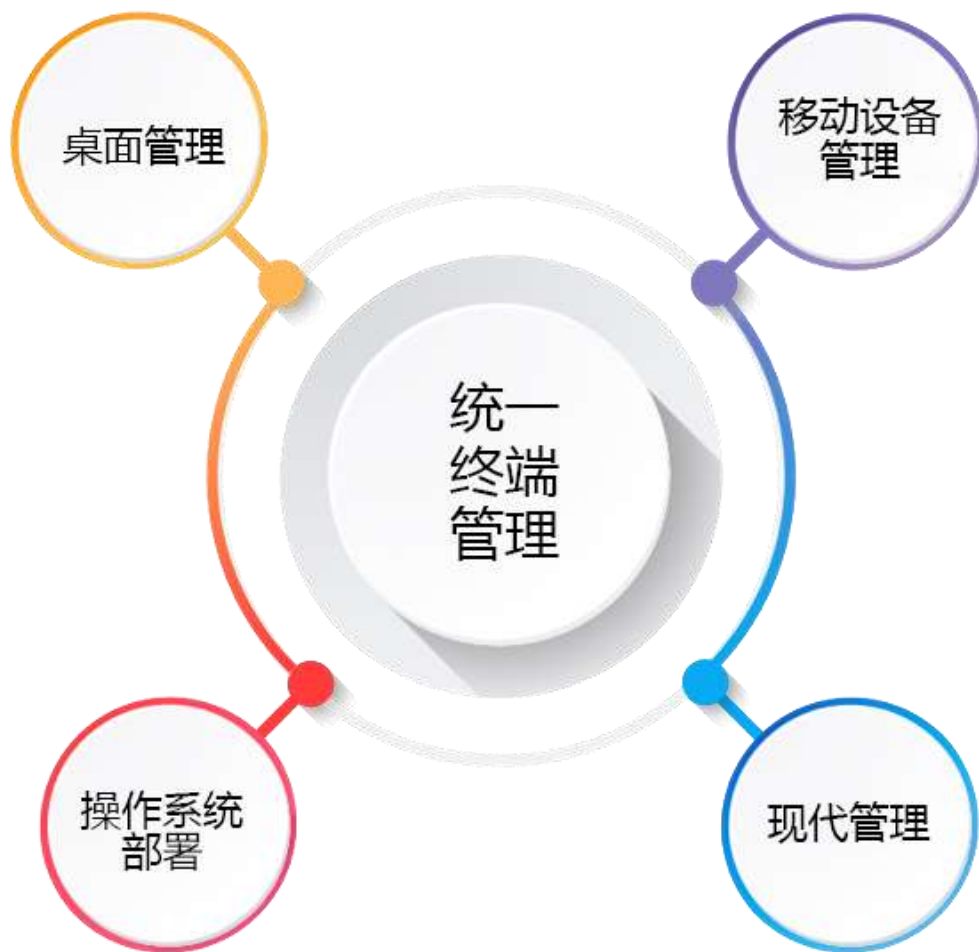 桌面管理
移动设备
管理
统一
终端
管理
操作系统
部署
现代管理